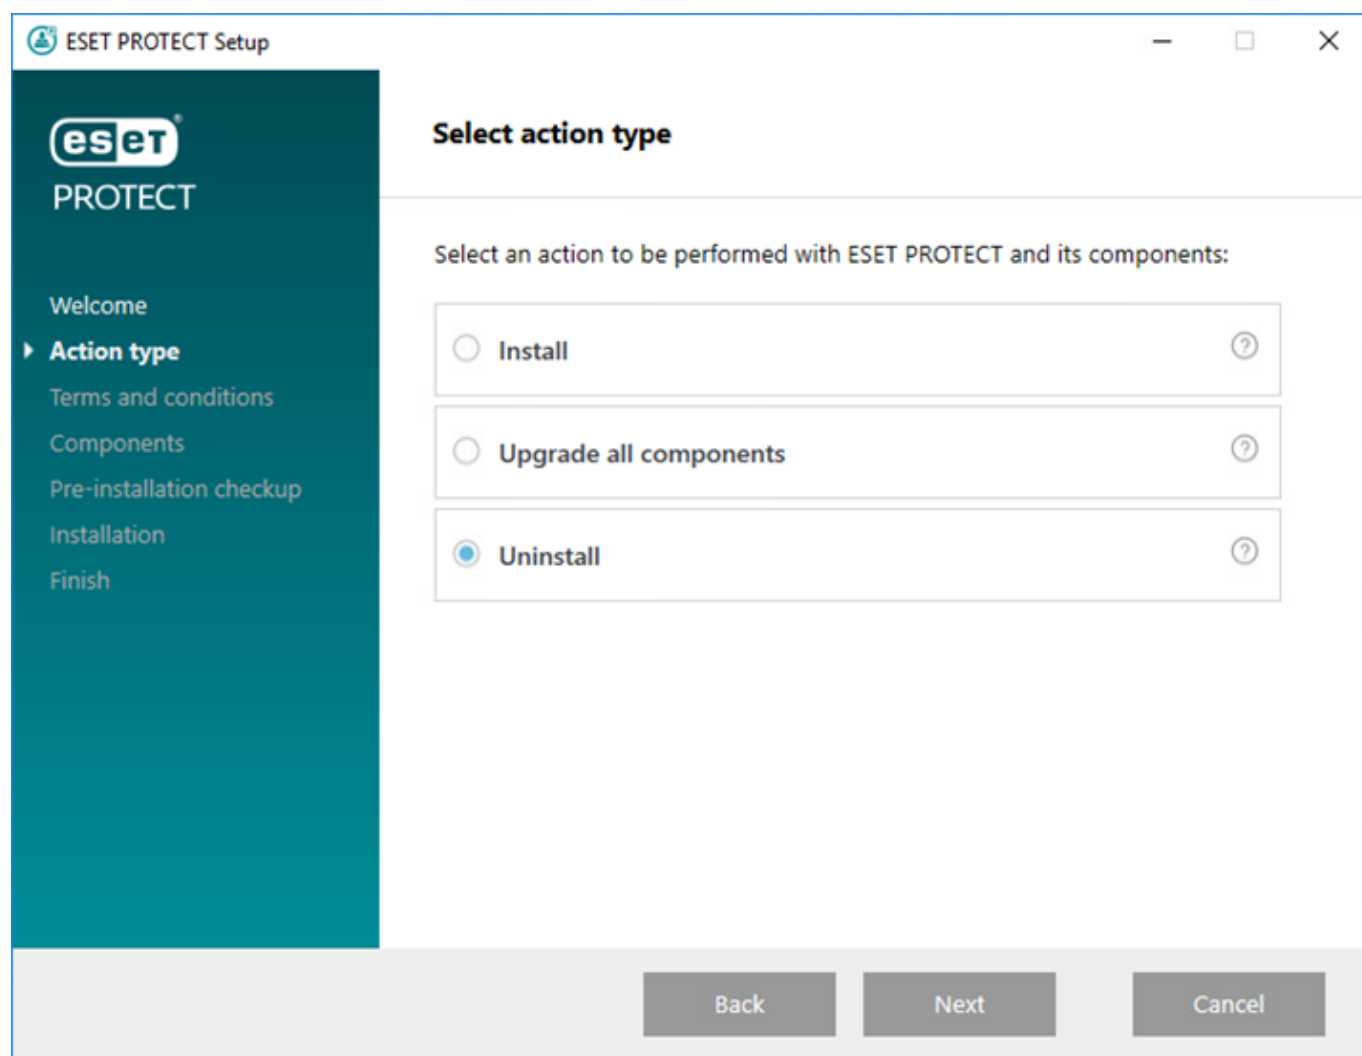 ESET PROTECT Setup
eset
PROTECT
Welcome
Action type
Terms and conditions
Components
Pre-installation checkup
Installation
Finish
Select action type
Select an action to be performed with ESET PROTECT and its components:
Install
Upgrade all components
Uninstall
Back Next Cancel